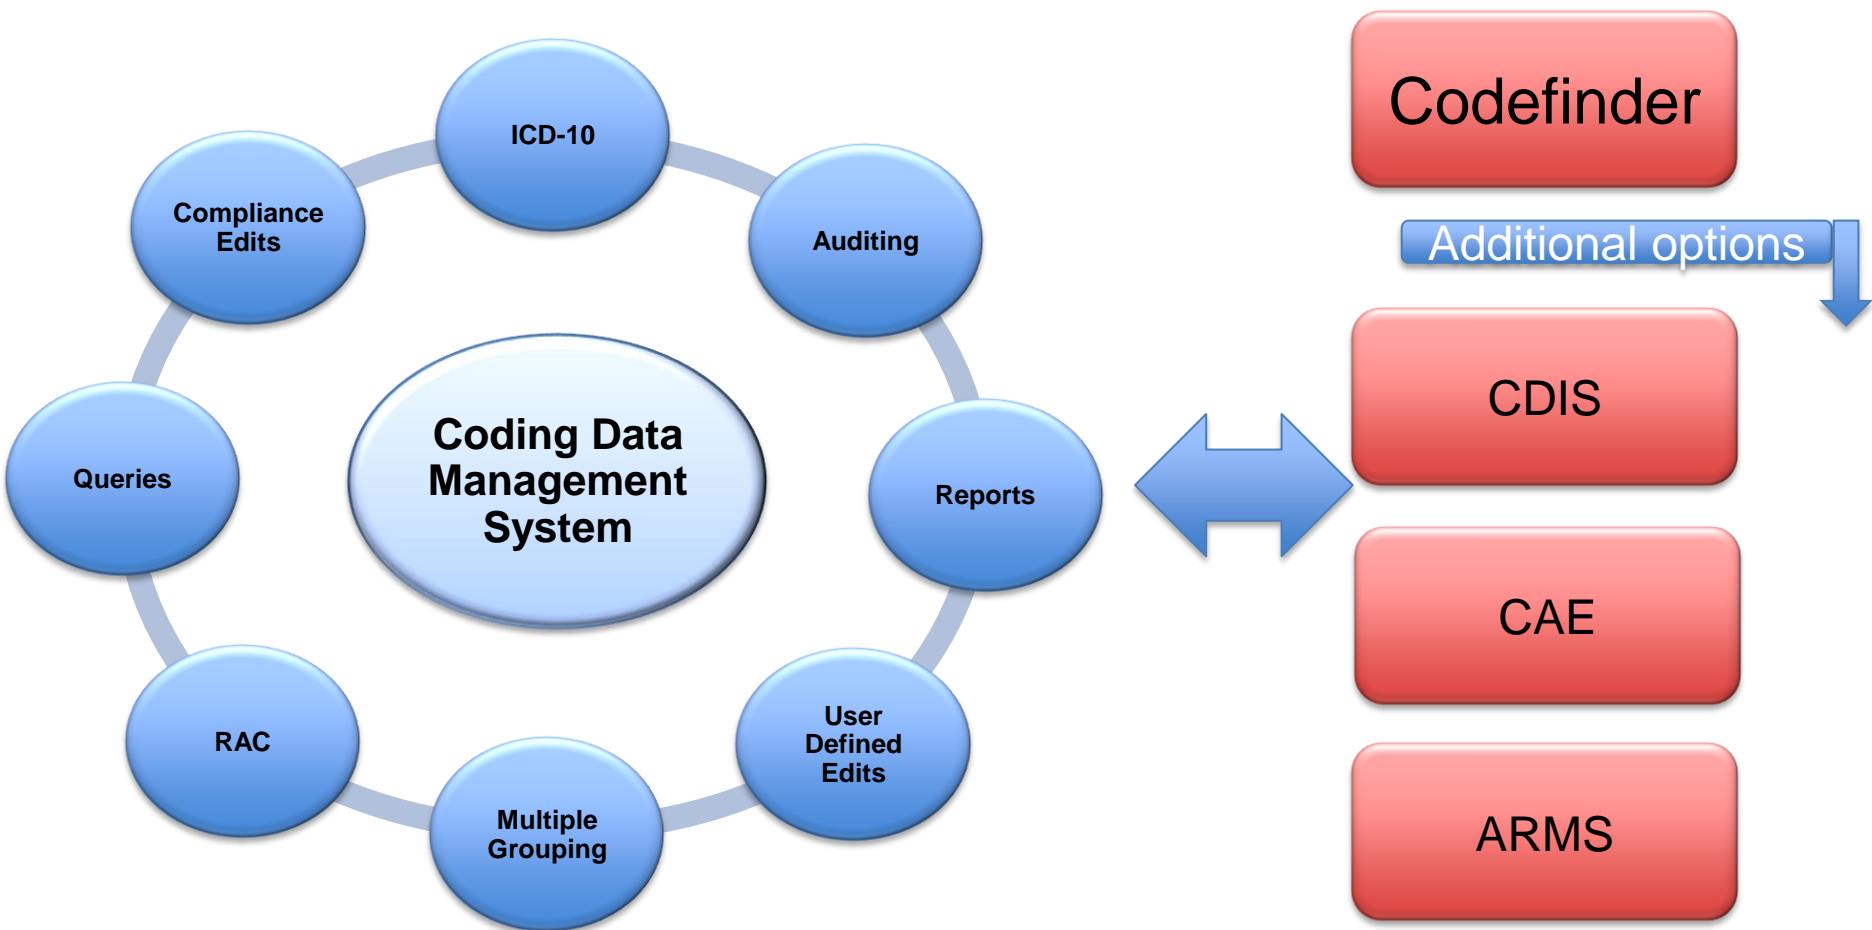 ICD-10
Compliance
Edits
Auditing
Queries
Coding Data
Management
System
Reports
RAC
User
Defined
Edits
Multiple
Grouping
Codefinder
Additional options
CDIS
CAE
ARMS